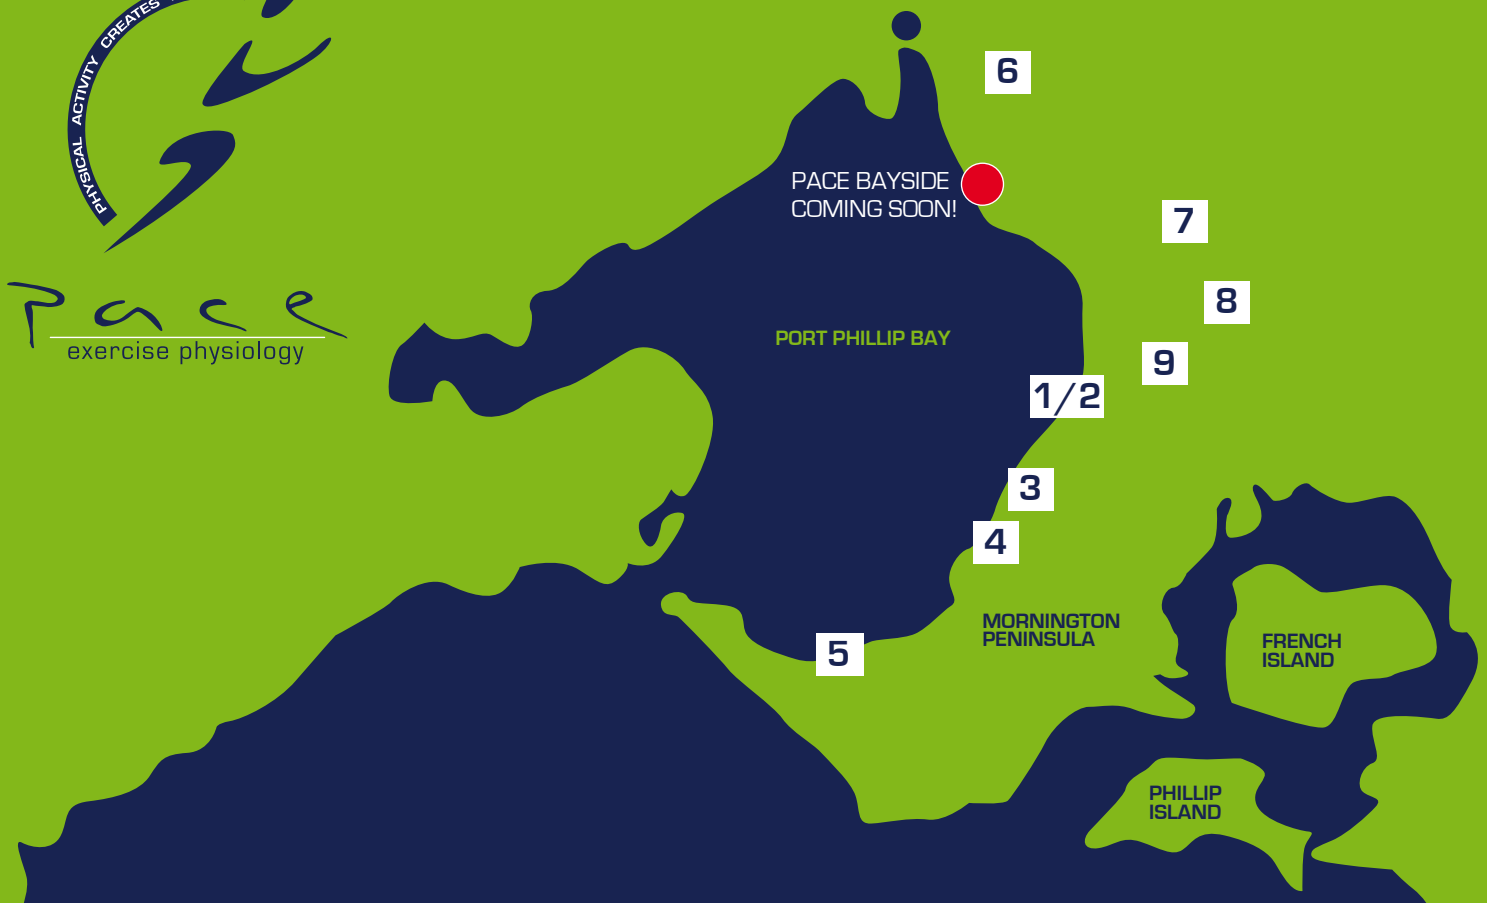 PHYSICAL ACTIVITY CREATES
Pace
exercise physiology
6
PACE BAYSIDE
COMING SOON!
7
8
PORT PHILLIP BAY
9
1/2
3
4
MORNINGTON
PENINSULA
5
FRENCH
ISLAND
PHILLIP
ISLAND